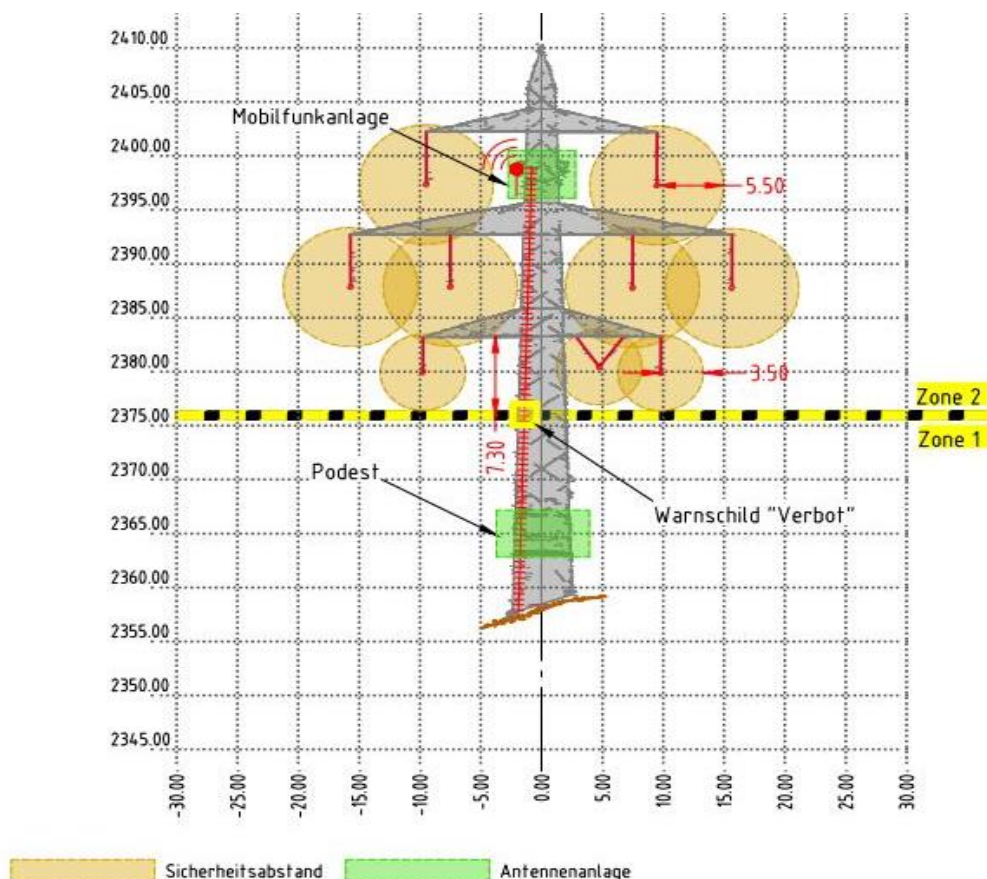 2410.00
2405.00
Mobilfunkanlage
2400.00
5.50
2395.00
2390.00
2385.00
2380.00
3.50
Zone 2
2375.00
Zone 1
7.30
2370.00
Podest
Warnschild "Verbot"
2365.00
2360.00
2355.00
2350.00
2345.00
-30.00 -25.00 -20.00 -15.00 -10.00 -5.00 0.00 5.00 10.00 15.00 20.00 25.00 30.00
Sicherheitsabstand Antennenanlage